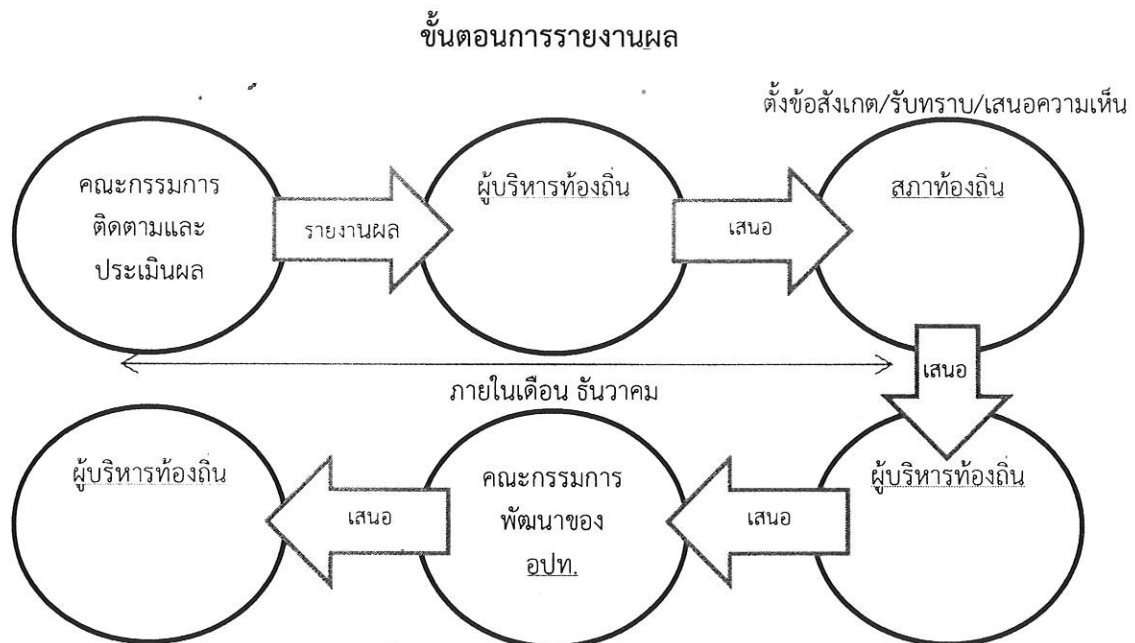 ขั้นตอนการรายงานผล
ตั้งข้อสังเกต/รับทราบ/เสนอความเห็น
คณะกรรมการ
ติดตามและ
ประเมินผล
รายงานผล
ผู้บริหารท้องถิ่น
เสนอ
สภาท้องถิ่น
ภายในเดือน ธันวาคม
เสนอ
ผู้บริหารท้องถิ่น
เสนอ
คณะกรรมการ
พัฒนาของ
อปท.
เสนอ
ผู้บริหารท้องถิ่น